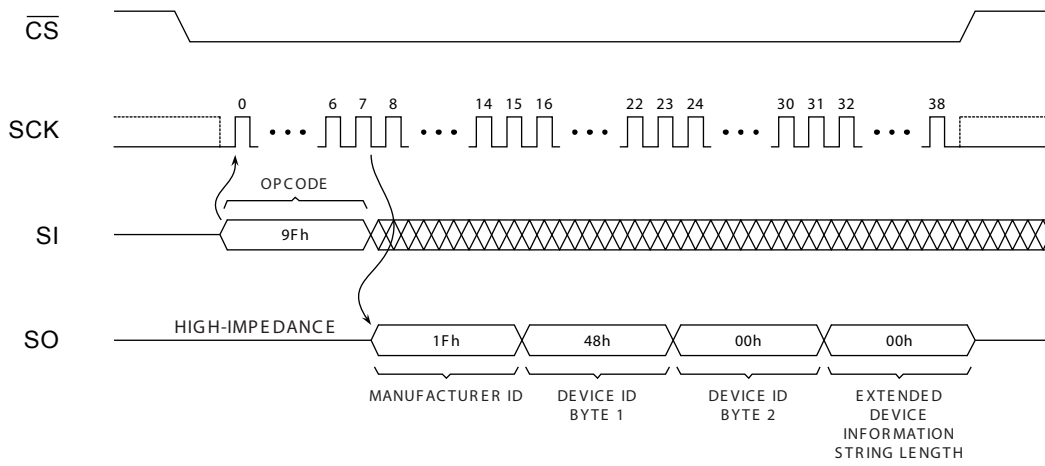 CS
0 6 7 8 14 15 16 22 23 24 30 31 32 38
SCK
OPCODE
SI
9Fh
HIGH-IMPEDANCE
SO
1Fh 48h 00h 00h
MANUFACTURER ID
DEVICE ID
BYTE 1
DEVICE ID
BYTE 2
EXTENDED
DEVICE
INFORMATION
STRING LENGTH